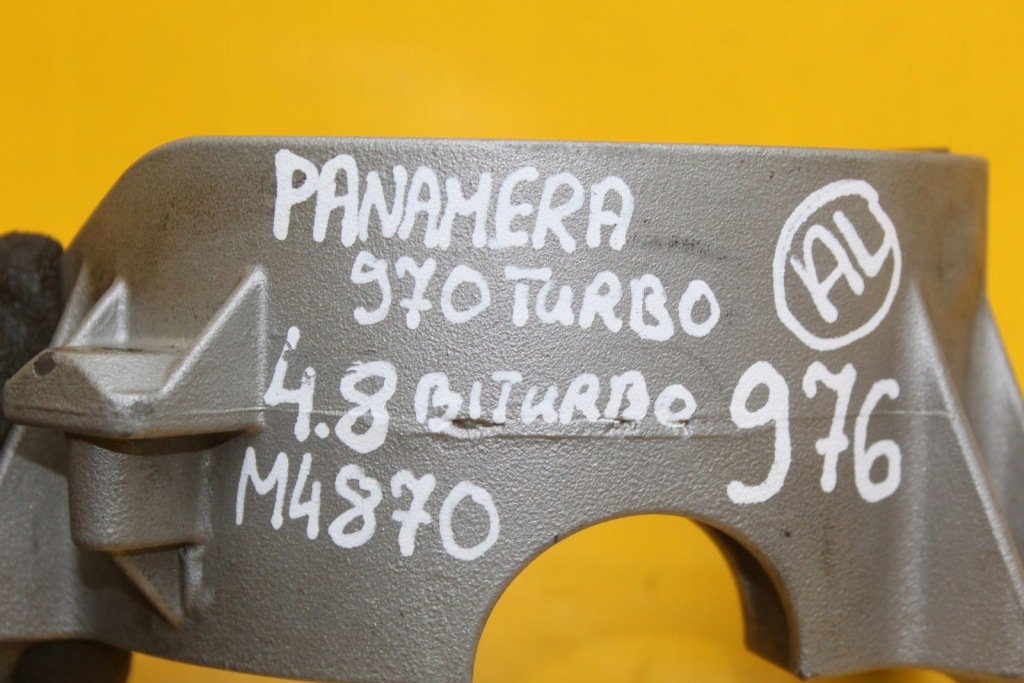 PANAMERA
970 TURBO
AL
4.8 BITURBO 976
M4870